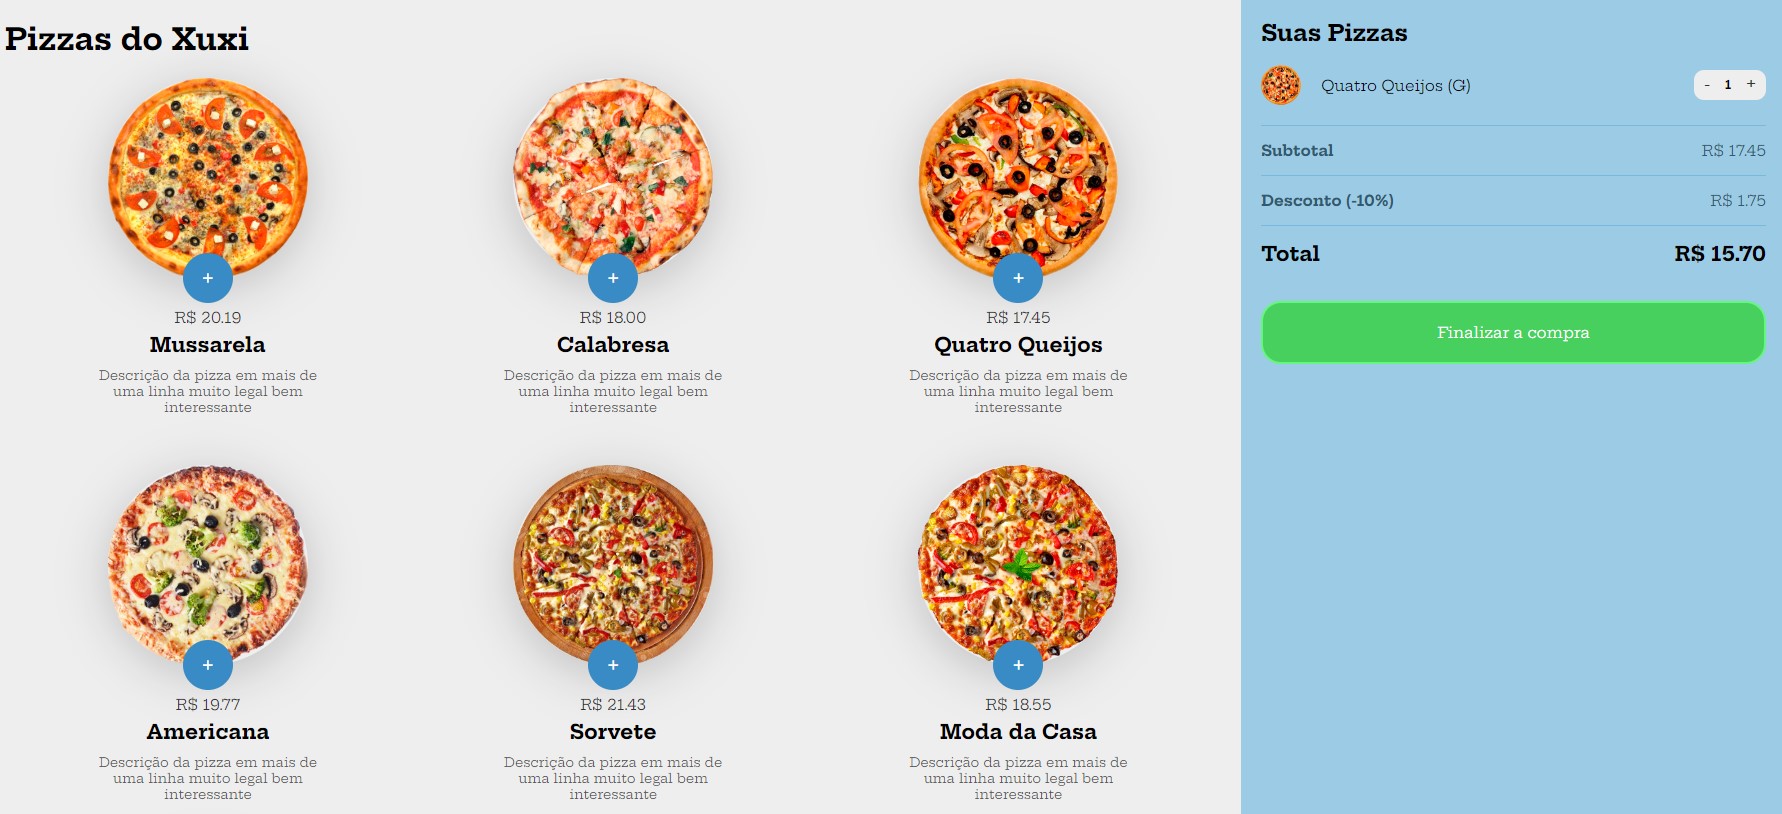 Pizzas do Xuxi
+
R$ 20.19
Mussarela
Descrição da pizza em mais de
uma linha muito legal bem
interessante
+
R$ 18.00
Calabresa
Descrição da pizza em mais de
uma linha muito legal bem
interessante
+
R$ 17.45
Quatro Queijos
Descrição da pizza em mais de
uma linha muito legal bem
interessante
+
R$ 19.77
Americana
Descrição da pizza em mais de
uma linha muito legal bem
interessante
+
R$ 21.43
Sorvete
Descrição da pizza em mais de
uma linha muito legal bem
interessante
+
R$ 18.55
Moda da Casa
Descrição da pizza em mais de
uma linha muito legal bem
interessante
Suas Pizzas
Quatro Queijos (G) - 1 +
Subtotal R$ 17.45
Desconto (-10%) R$ 1.75
Total R$ 15.70
Finalizar a compra